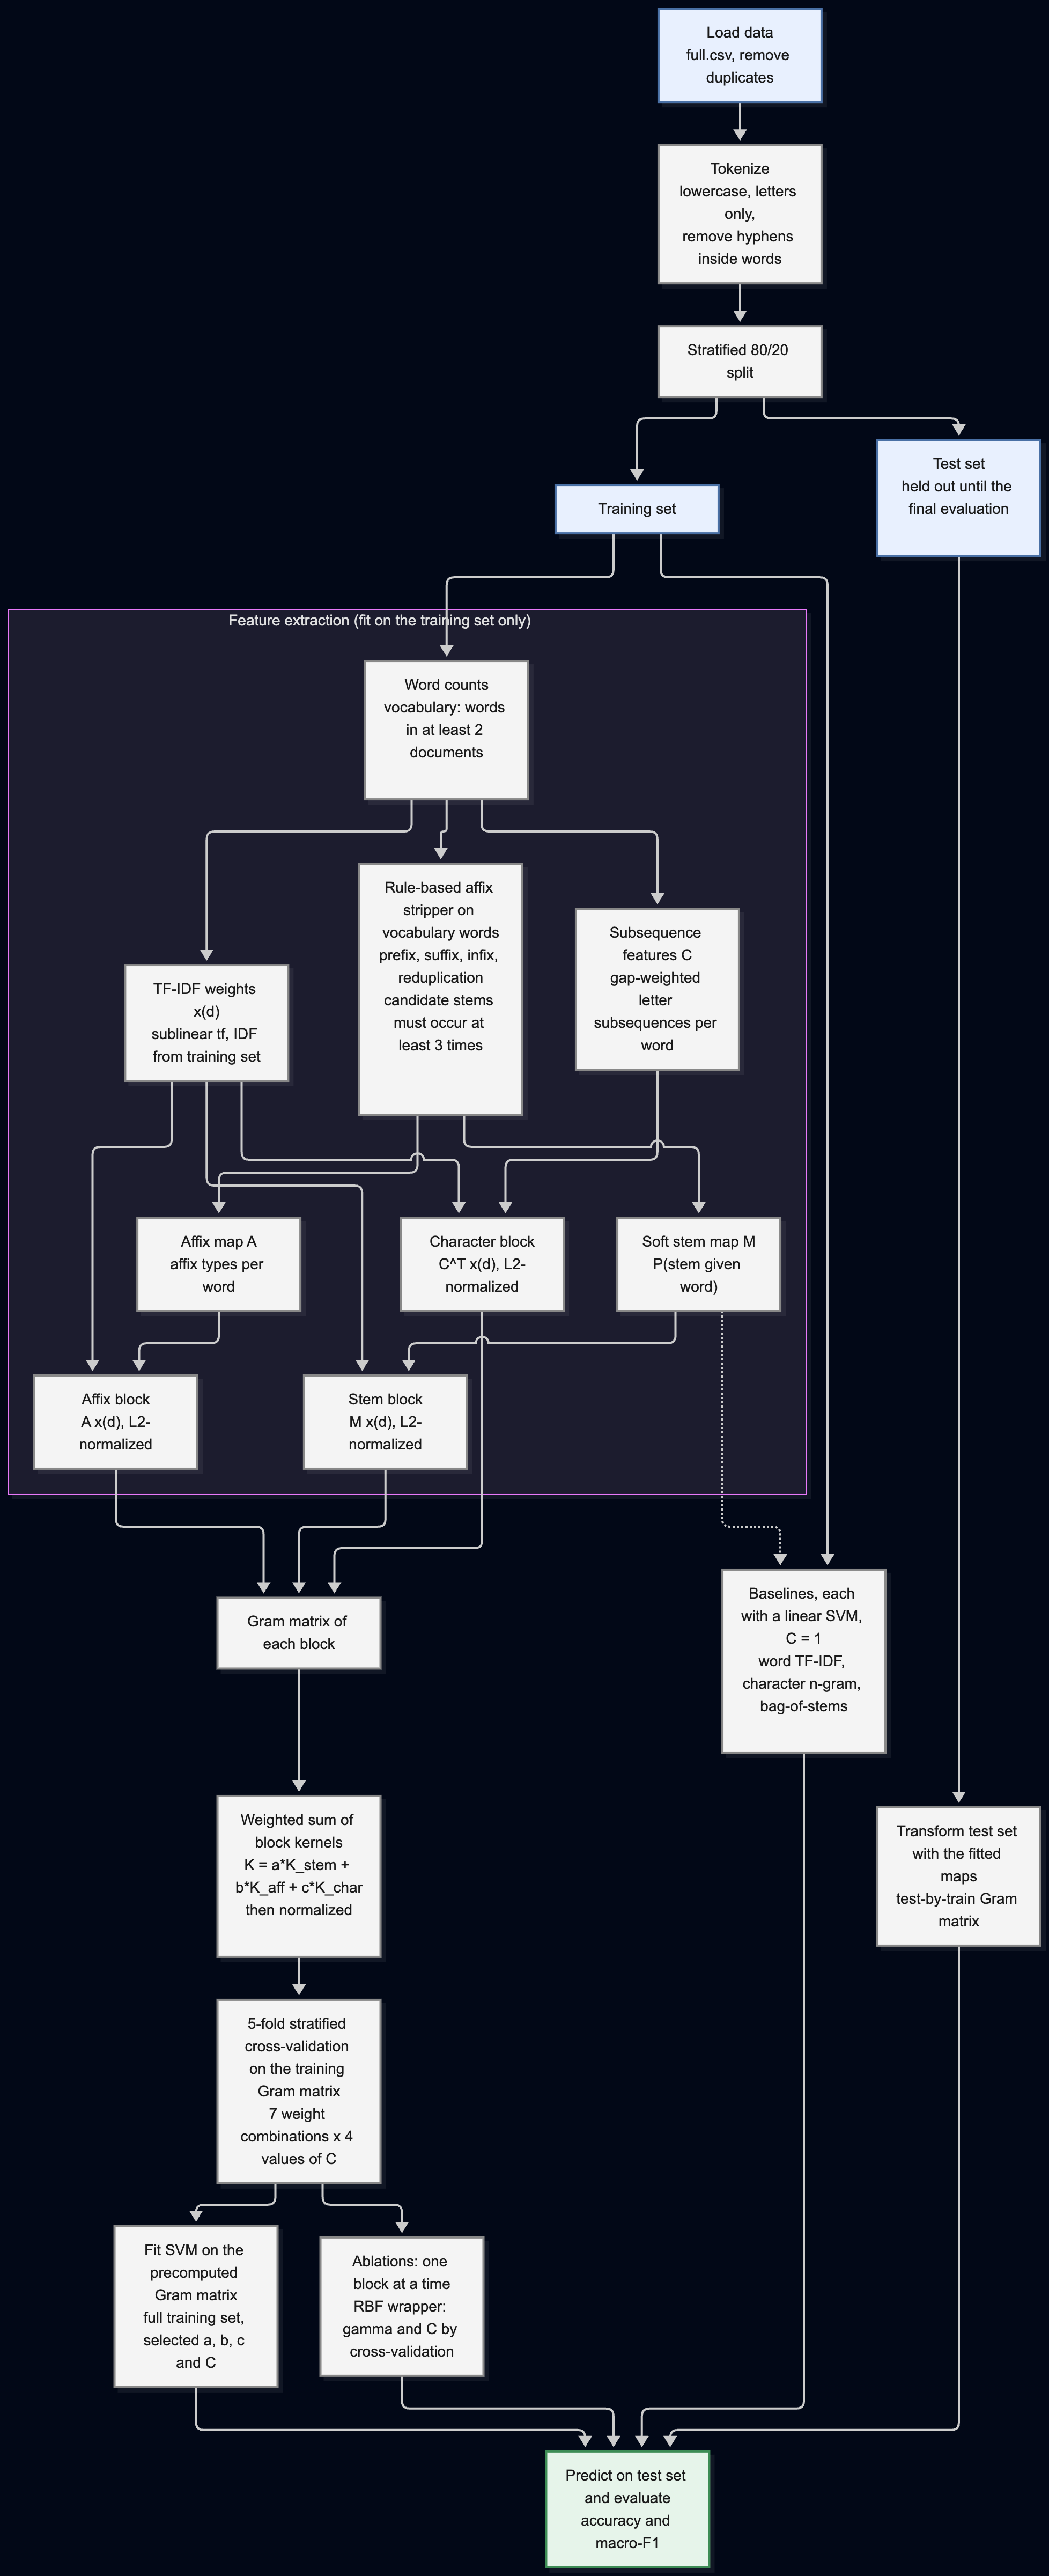 Load data
full.csv, remove
duplicates
Tokenize
lowercase, letters
only,
remove hyphens
inside words
Stratified 80/20
split
Test set
held out until the
final evaluation
Training set
Feature extraction (fit on the training set only)
Word counts
vocabulary: words
in at least 2
documents
Rule-based affix
stripper on
vocabulary words
prefix, suffix, infix,
reduplication
candidate stems
must occur at
least 3 times
Subsequence
features C
gap-weighted
letter
subsequences per
word
TF-IDF weights
x(d)
sublinear tf, IDF
from training set
Affix map A
affix types per
word
Character block
C^T x(d), L2-
normalized
Soft stem map M
P(stem given
word)
Affix block
A x(d), L2-
normalized
Stem block
M x(d), L2-
normalized
Gram matrix of
each block
Baselines, each
with a linear SVM,
C = 1
word TF-IDF,
character n-gram,
bag-of-stems
Weighted sum of
block kernels
K = a*K_stem +
b*K_aff + c*K_char
then normalized
Transform test set
with the fitted
maps
test-by-train Gram
matrix
5-fold stratified
cross-validation
on the training
Gram matrix
7 weight
combinations x 4
values of C
Fit SVM on the
precomputed
Gram matrix
full training set,
selected a, b, c
and C
Ablations: one
block at a time
RBF wrapper:
gamma and C by
cross-validation
Predict on test set
and evaluate
accuracy and
macro-F1